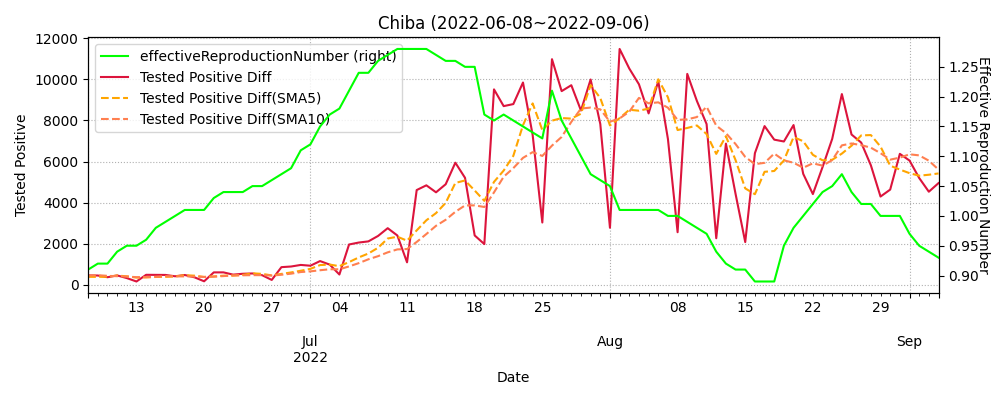 Chiba (2022-06-08~2022-09-06)
effectiveReproductionNumber (right)
Tested Positive Diff
Tested Positive Diff(SMA5)
Tested Positive Diff(SMA10)
Tested Positive
12000
10000
8000
6000
4000
2000
0
1.25
1.20
1.15
1.10
1.05
1.00
0.95
0.90
Effective Reproduction Number
13 20 27 04 11 18 25 08 15 22 29
Jul Aug Sep
2022
Date